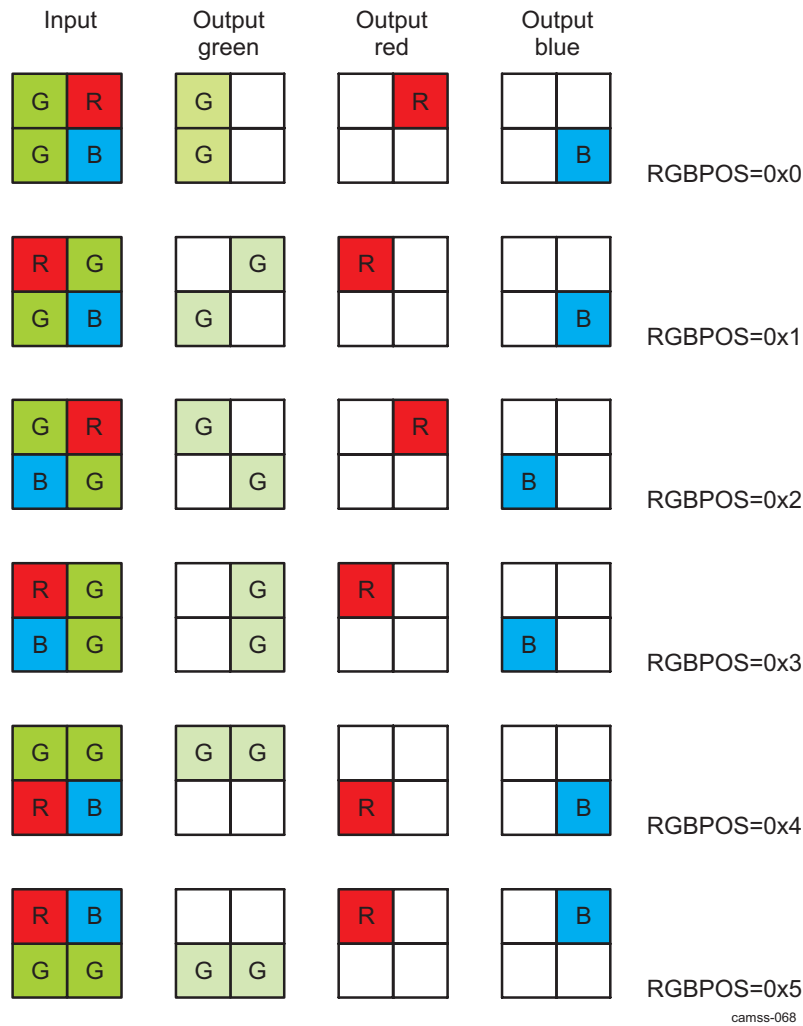 Input Output green Output red Output blue
G R G R
G B G B
RGBPOS=0x0
R G G R
G B G B
RGBPOS=0x1
G R G R
B G G B
RGBPOS=0x2
R G G R
B G G B
RGBPOS=0x3
G G G G
R B R B
RGBPOS=0x4
R B R B
G G G G
RGBPOS=0x5
camss-068